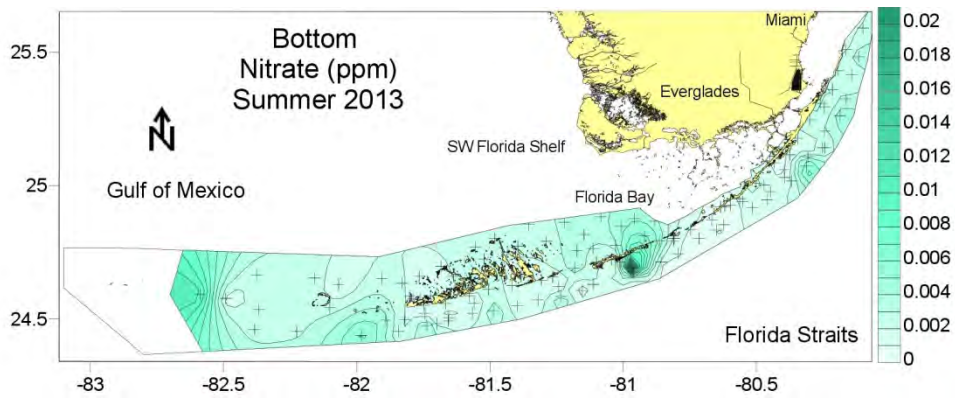 Bottom
Nitrate (ppm)
Summer 2013
N
Gulf of Mexico
Miami
Everglades
SW Florida Shelf
Florida Bay
Florida Straits
25.5
25
24.5
-83
-82.5
-82
-81.5
-81
-80.5
0.02
0.018
0.016
0.014
0.012
0.01
0.008
0.006
0.004
0.002
0